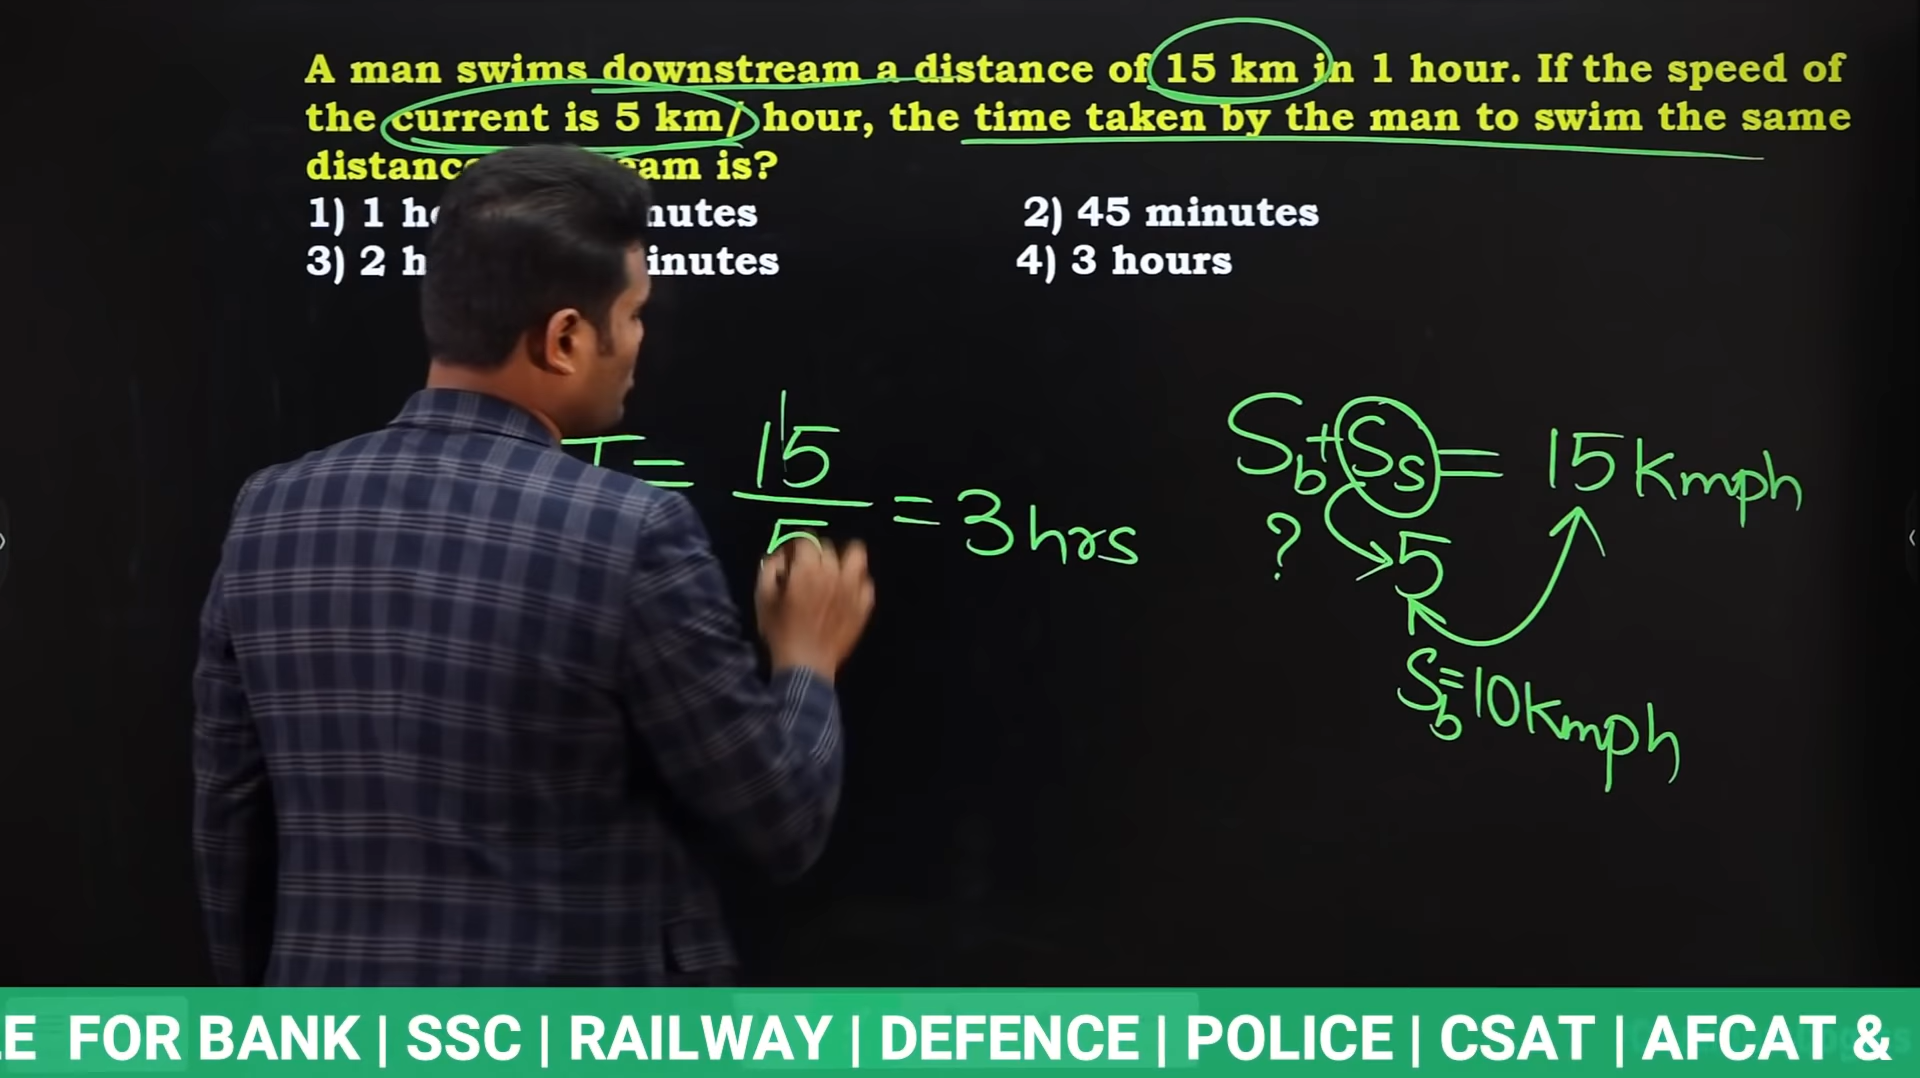 A man swims downstream a distance of 15 km in 1 hour. If the speed of
the current is 5 km/ hour, the time taken by the man to swim the same
distance is?
1) 1 2) 45 minutes
3) 2 4) 3 hours
T = 15/5 = 3 hrs
Sb + Ss = 15 Kmph
? 5
Sb = 10 Kmph
FOR BANK | SSC | RAILWAY | DEFENCE | POLICE | CSAT | AFCAT &